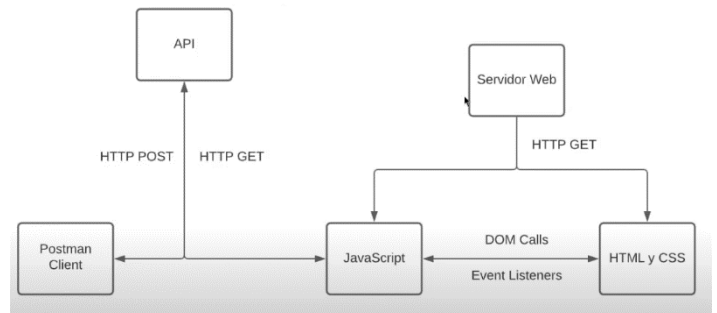 API
Servidor Web
HTTP POST
HTTP GET
HTTP GET
Postman
Client
JavaScript
DOM Calls
Event Listeners
HTML y CSS